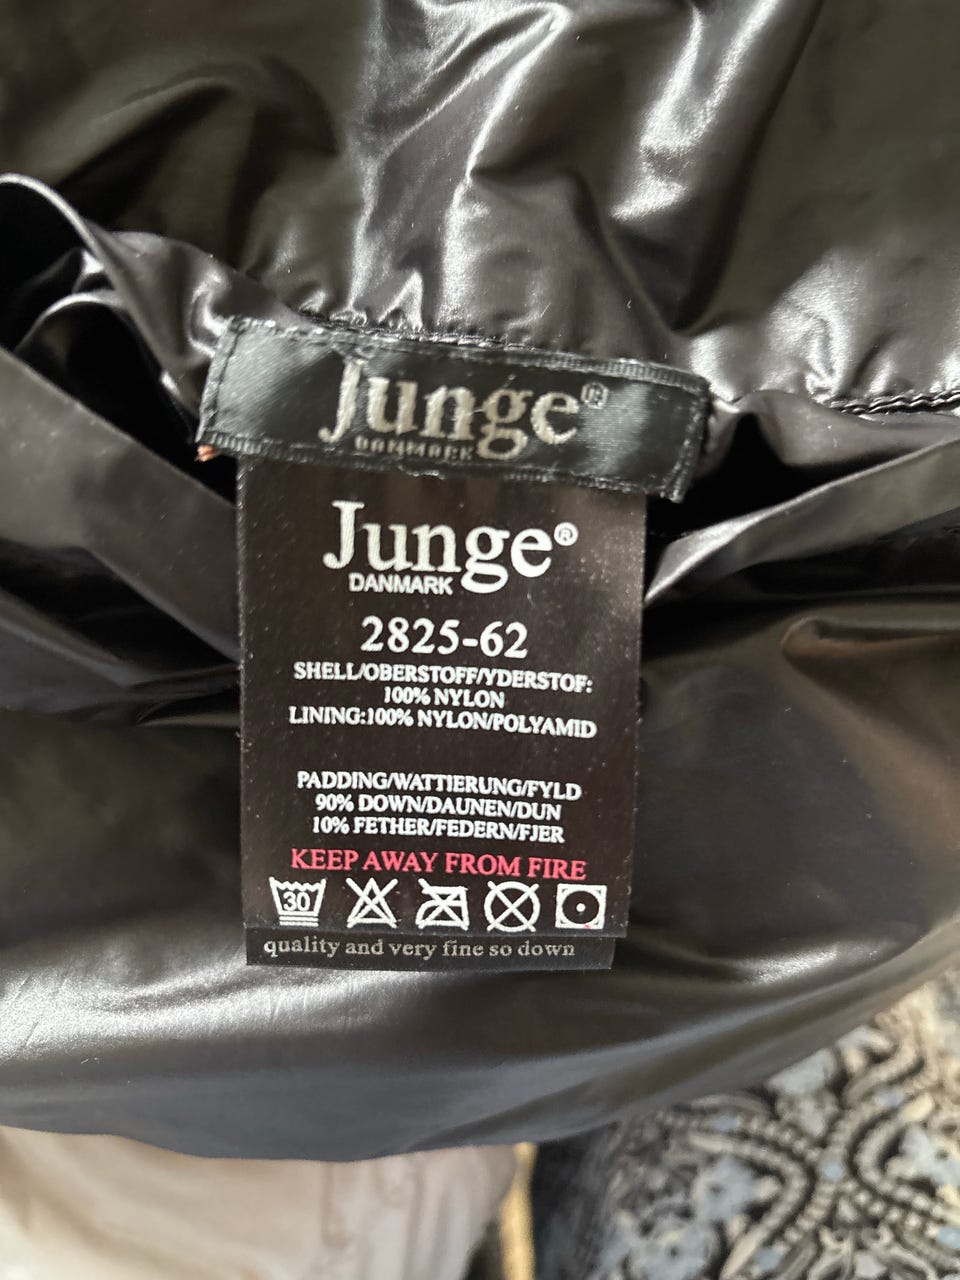 Junge®
DANMARK
Junge®
DANMARK
2825-62
SHELL/OBERSTOFF/YDERSTOF:
100% NYLON
LINING:100% NYLON/POLYAMID
PADDING/WATTIERUNG/FYLD
90% DOWN/DAUNEN/DUN
10% FETHER/FEDERN/FJER
KEEP AWAY FROM FIRE
30
quality and very fine so down